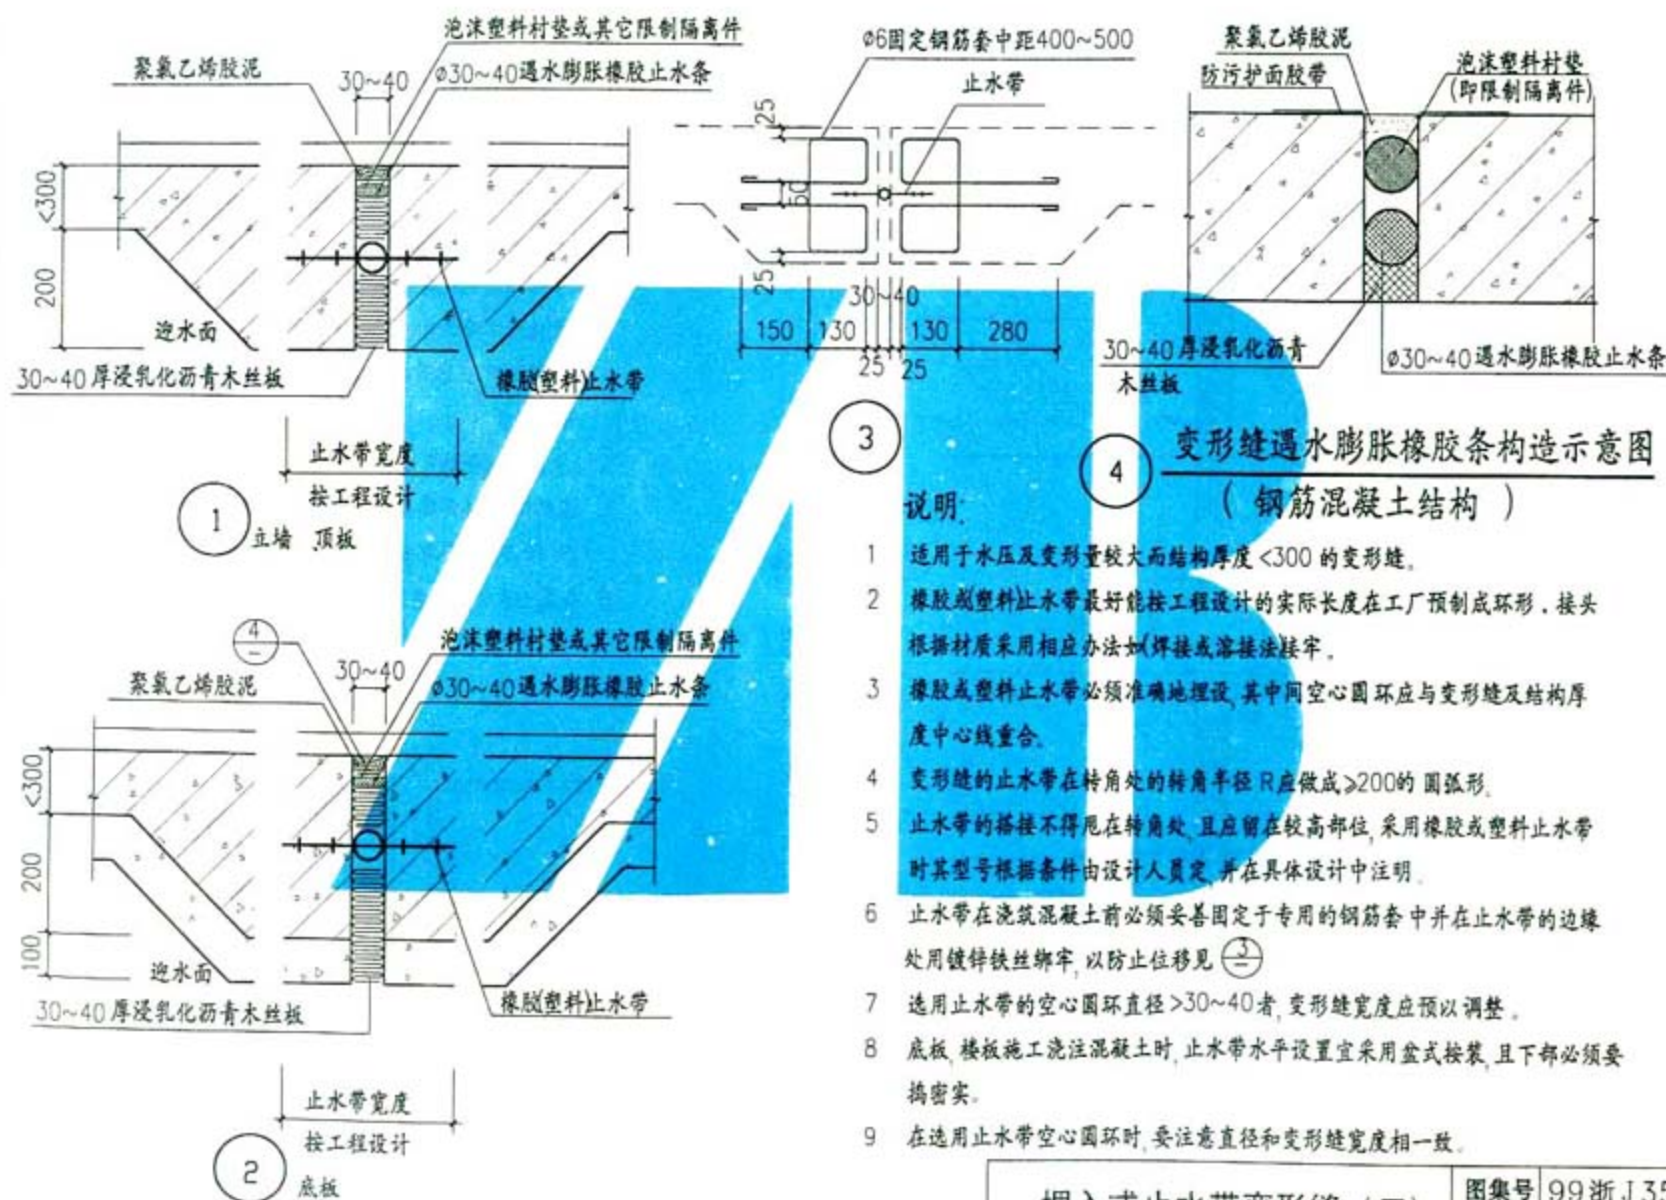 泡沫塑料村垫或其它限制隔离件
聚氯乙烯胶泥
30~40
ø30~40遇水膨胀橡胶止水条
<300
200
迎水面
30~40厚浸乳化沥青木丝板
橡胶(塑料)止水带
止水带宽度
按工程设计
1
立墙 顶板
ø6固定钢筋套中距400~500
止水带
25
50
25
30~40
150
130
130
280
25
25
3
聚氯乙烯胶泥
防污护面胶带
泡沫塑料村垫
(即限制隔离件)
30~40厚浸乳化沥青
木丝板
ø30~40遇水膨胀橡胶止水条
4
变形缝遇水膨胀橡胶条构造示意图
( 钢筋混凝土结构 )
4
–
泡沫塑料村垫或其它限制隔离件
30~40
聚氯乙烯胶泥
ø30~40遇水膨胀橡胶止水条
<300
200
100
迎水面
30~40厚浸乳化沥青木丝板
橡胶(塑料)止水带
止水带宽度
按工程设计
2
底板
说明:
1 适用于水压及变形量较大而结构厚度<300的变形缝。
2 橡胶或(塑料)止水带最好能按工程设计的实际长度在工厂预制成环形.接头
根据材质采用相应办法如(焊接或溶接法)接牢。
3 橡胶或塑料止水带必须准确地埋设,其中间空心圆环应与变形缝及结构厚
度中心线重合。
4 变形缝的止水带在转角处的转角半径R应做成≥200的圆弧形.
5 止水带的搭接不得甩在转角处,且应留在较高部位,采用橡胶或塑料止水带
时其型号根据条件由设计人员定,并在具体设计中注明.
6 止水带在浇筑混凝土前必须妥善固定于专用的钢筋套中并在止水带的边缘
处用镀锌铁丝绑牢,以防止位移见 3
–
7 选用止水带的空心圆环直径>30~40者,变形缝宽度应预以调整。
8 底板,楼板施工浇注混凝土时,止水带水平设置宜采用盆式按装,且下部必须要
捣密实。
9 在选用止水带空心圆环时,要注意直径和变形缝宽度相一致。
图集号 99浙J35